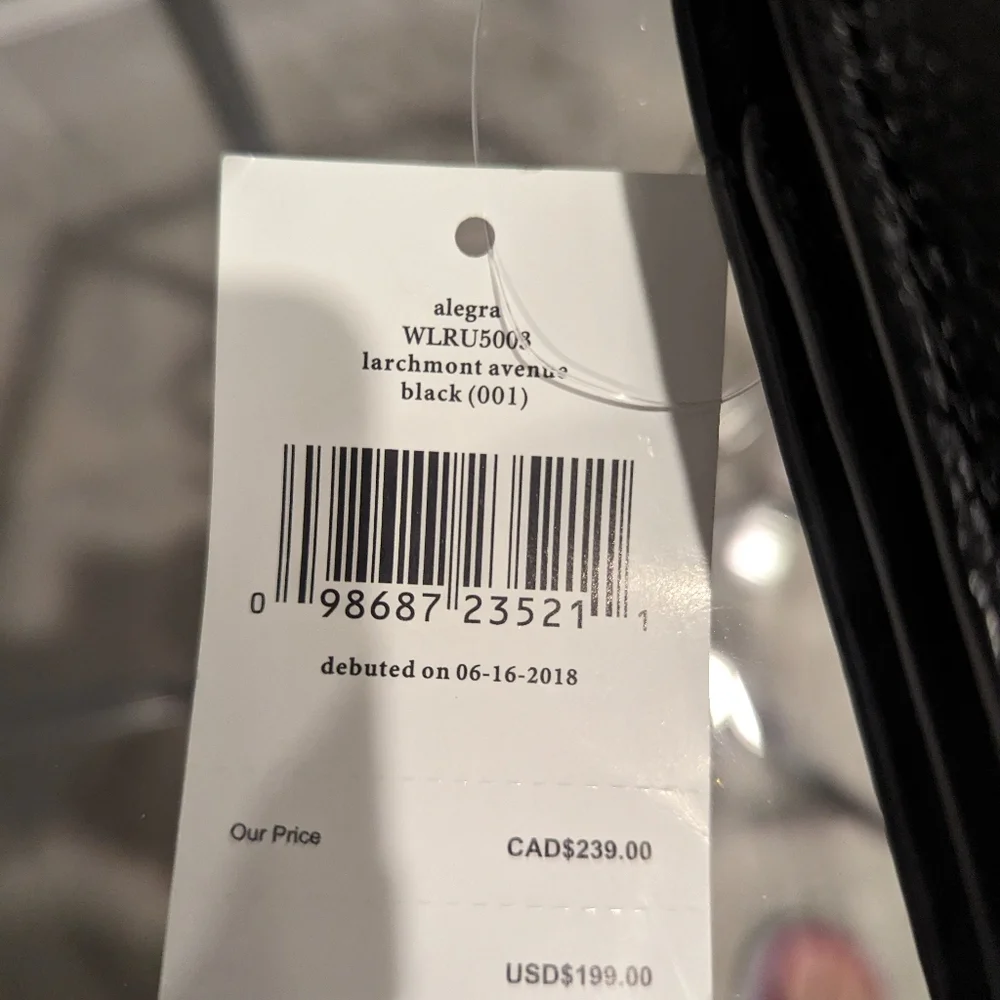 alegra
WLRU5003
larchmont avenue
black (001)
0 98687 23521 1
debuted on 06-16-2018
Our Price CAD$239.00
USD$199.00